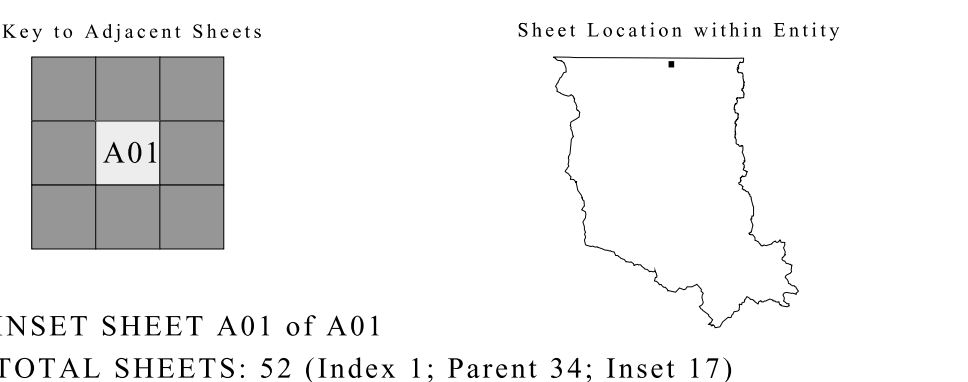 Key to Adjacent Sheets
Sheet Location within Entity
A01
INSET SHEET A01 of A01
TOTAL SHEETS: 52 (Index 1; Parent 34; Inset 17)